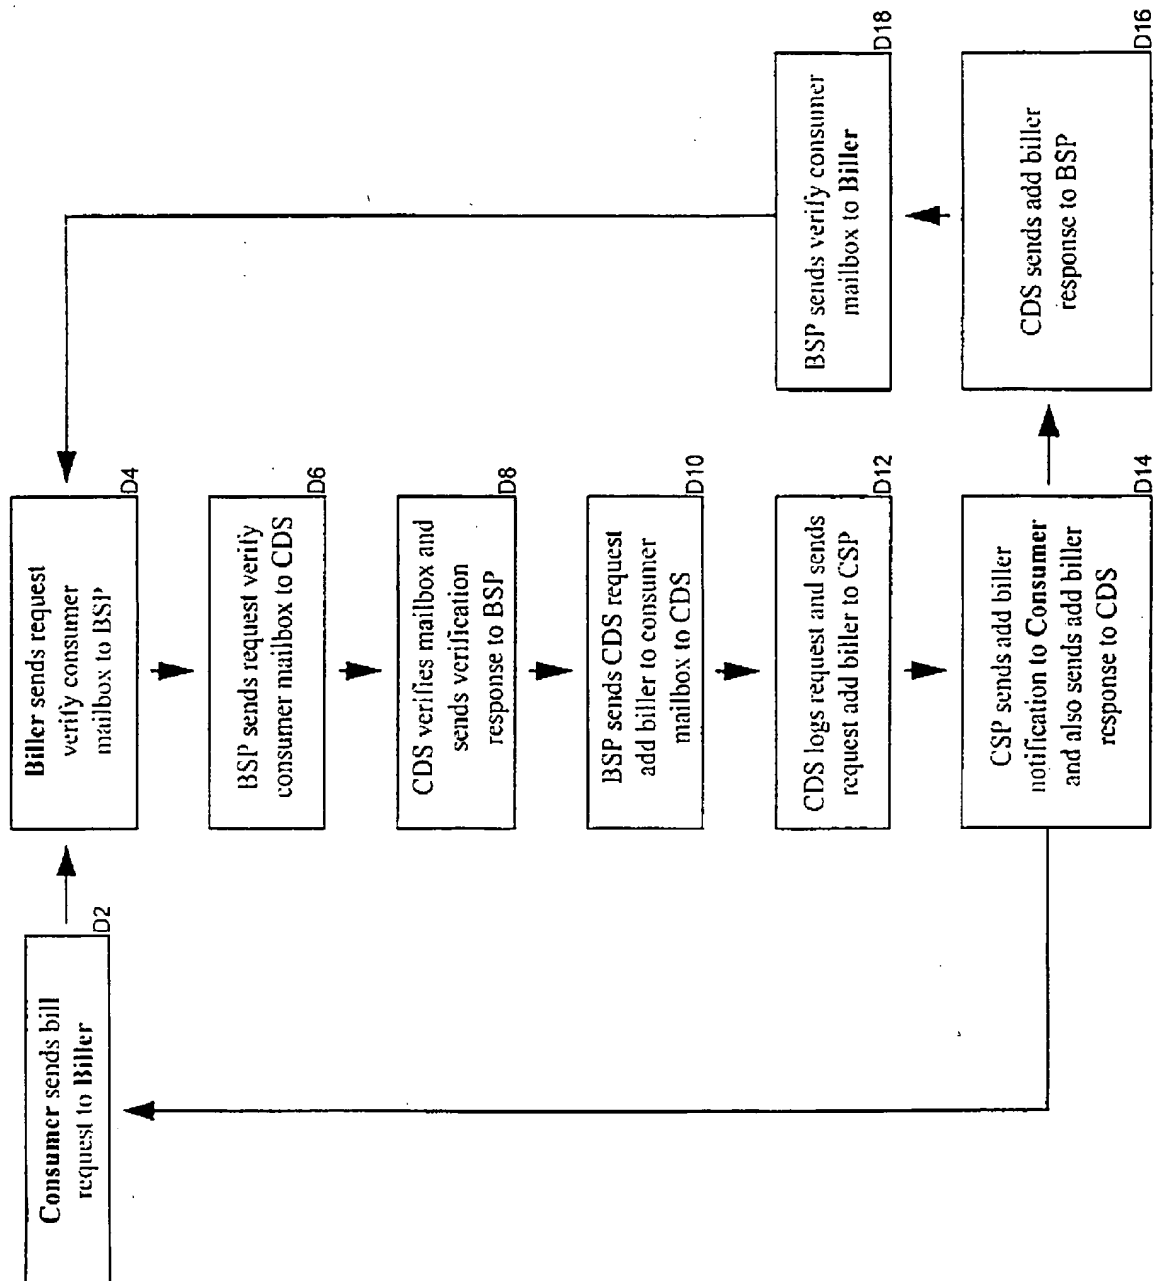 Consumer sends bill
request to Biller
D2
Biller sends request
verify consumer
mailbox to BSP
D4
BSP sends request verify
consumer mailbox to CDS
D6
CDS verifies mailbox and
sends verification
response to BSP
D8
BSP sends CDS request
add biller to consumer
mailbox to CDS
D10
CDS logs request and sends
request add biller to CSP
D12
CSP sends add biller
notification to Consumer
and also sends add biller
response to CDS
D14
CDS sends add biller
response to BSP
D16
BSP sends verify consumer
mailbox to Biller
D18